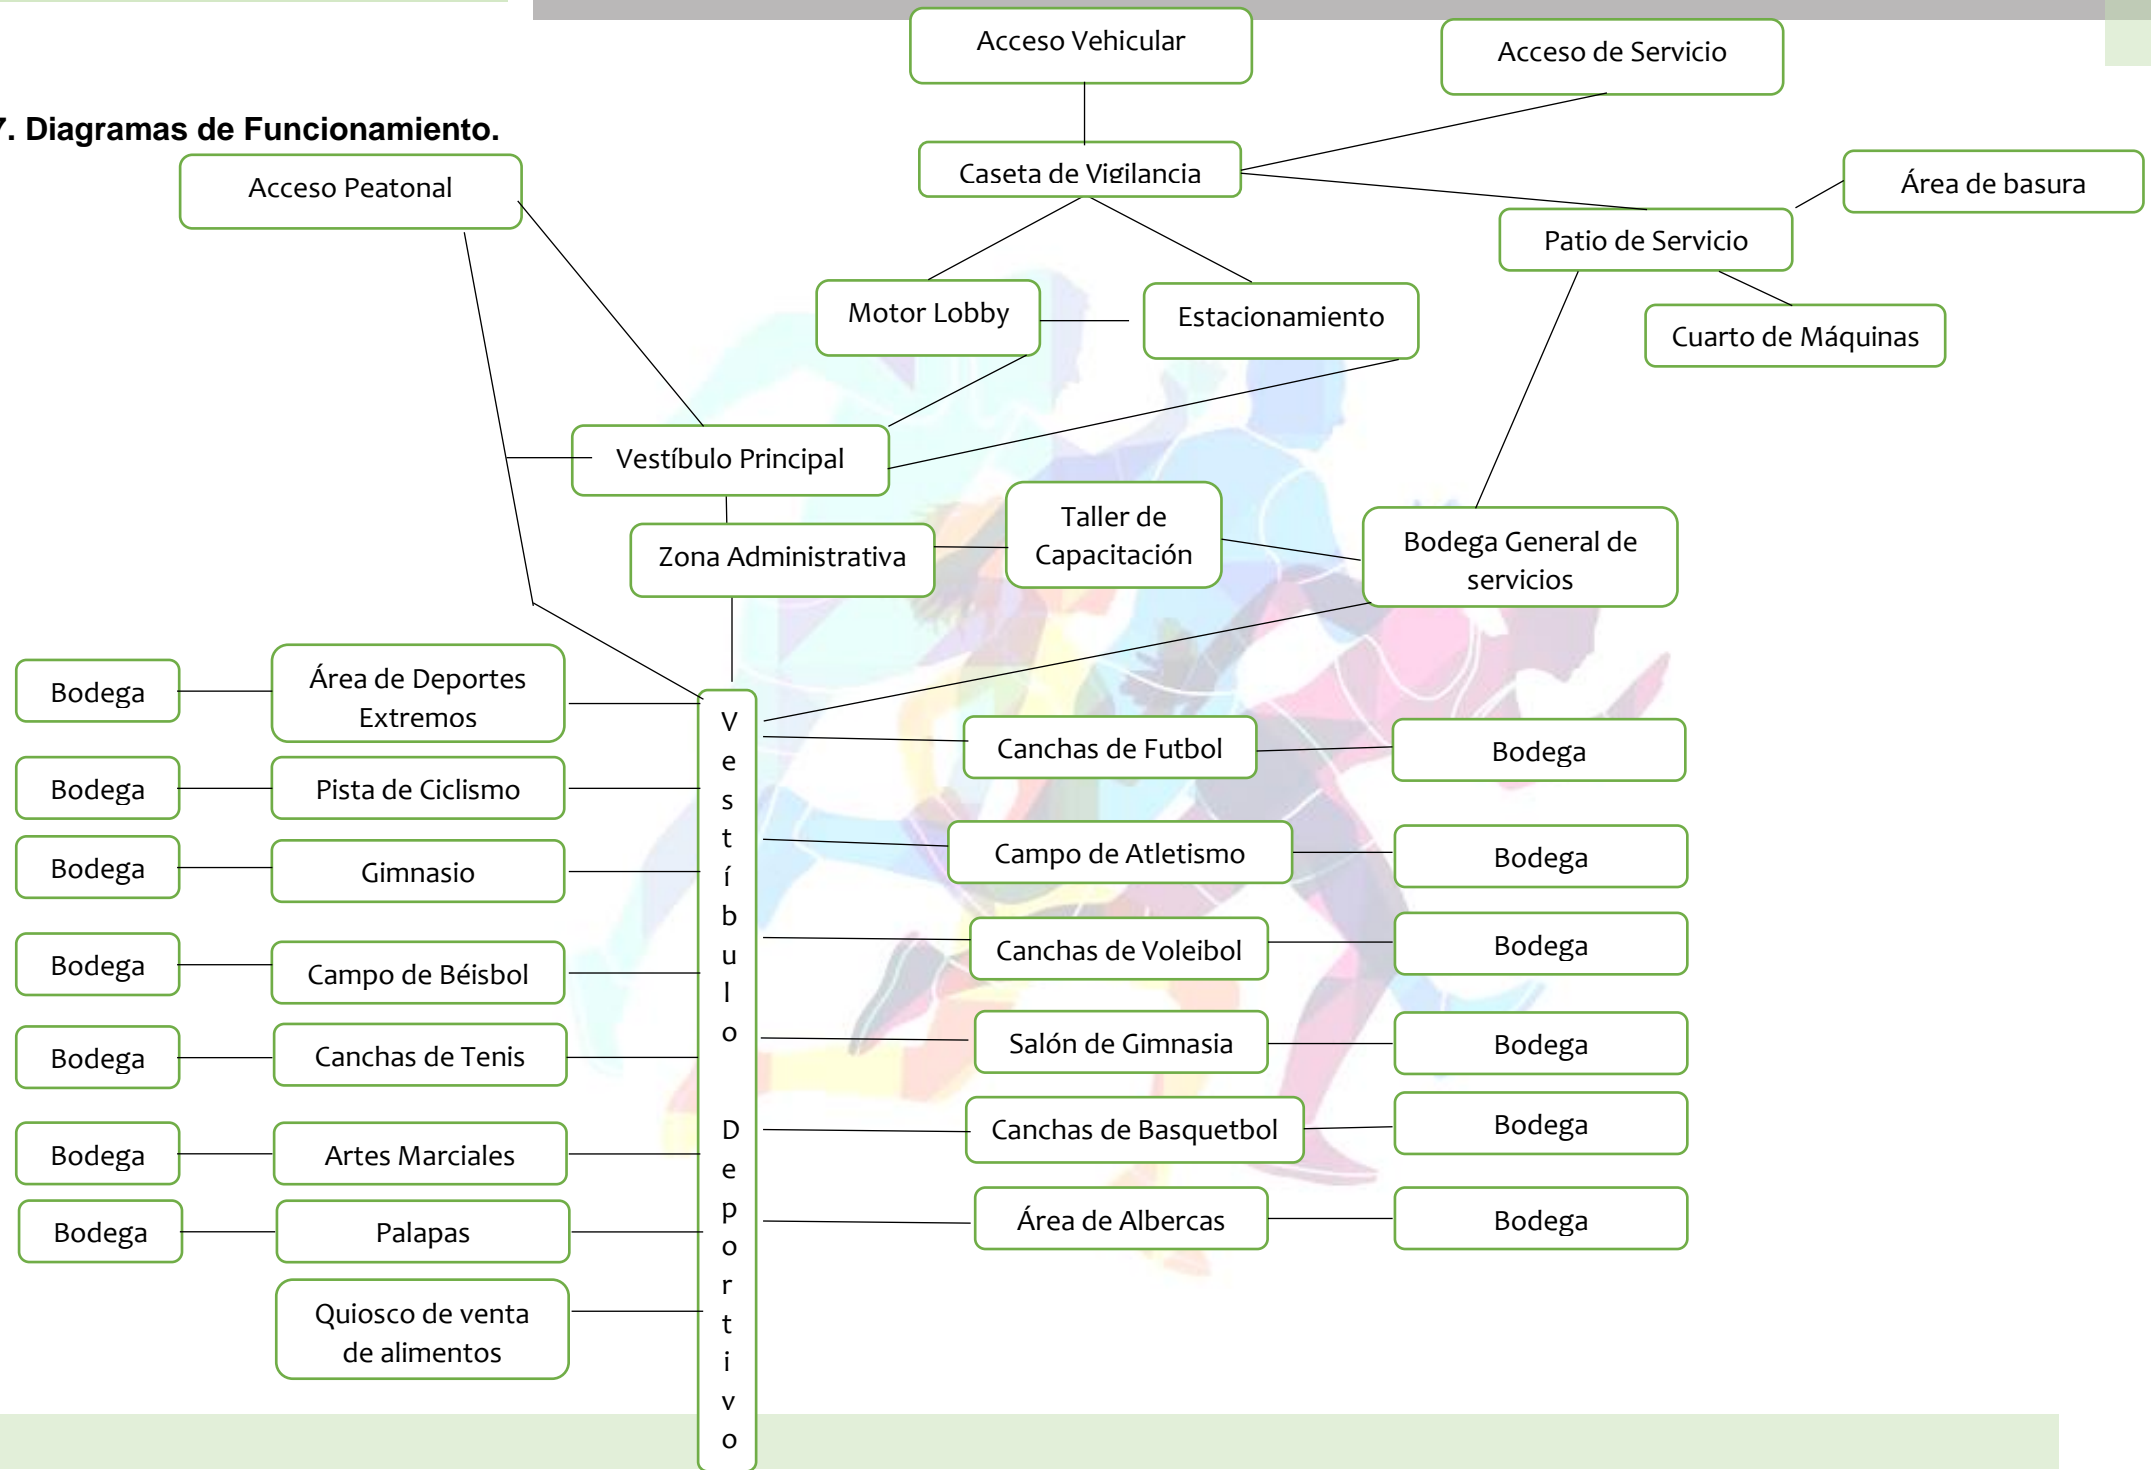 Acceso Vehicular
Acceso de Servicio
7. Diagramas de Funcionamiento.
Acceso Peatonal
Caseta de Vigilancia
Área de basura
Patio de Servicio
Motor Lobby
Estacionamiento
Cuarto de Máquinas
Vestíbulo Principal
Taller de
Capacitación
Zona Administrativa
Bodega General de
servicios
Bodega
Área de Deportes
Extremos
Vestíbulo Deportivo
Canchas de Futbol
Bodega
Bodega
Pista de Ciclismo
Campo de Atletismo
Bodega
Bodega
Gimnasio
Canchas de Voleibol
Bodega
Bodega
Campo de Béisbol
Salón de Gimnasia
Bodega
Bodega
Canchas de Tenis
Canchas de Basquetbol
Bodega
Bodega
Artes Marciales
Área de Albercas
Bodega
Bodega
Palapas
Quiosco de venta
de alimentos